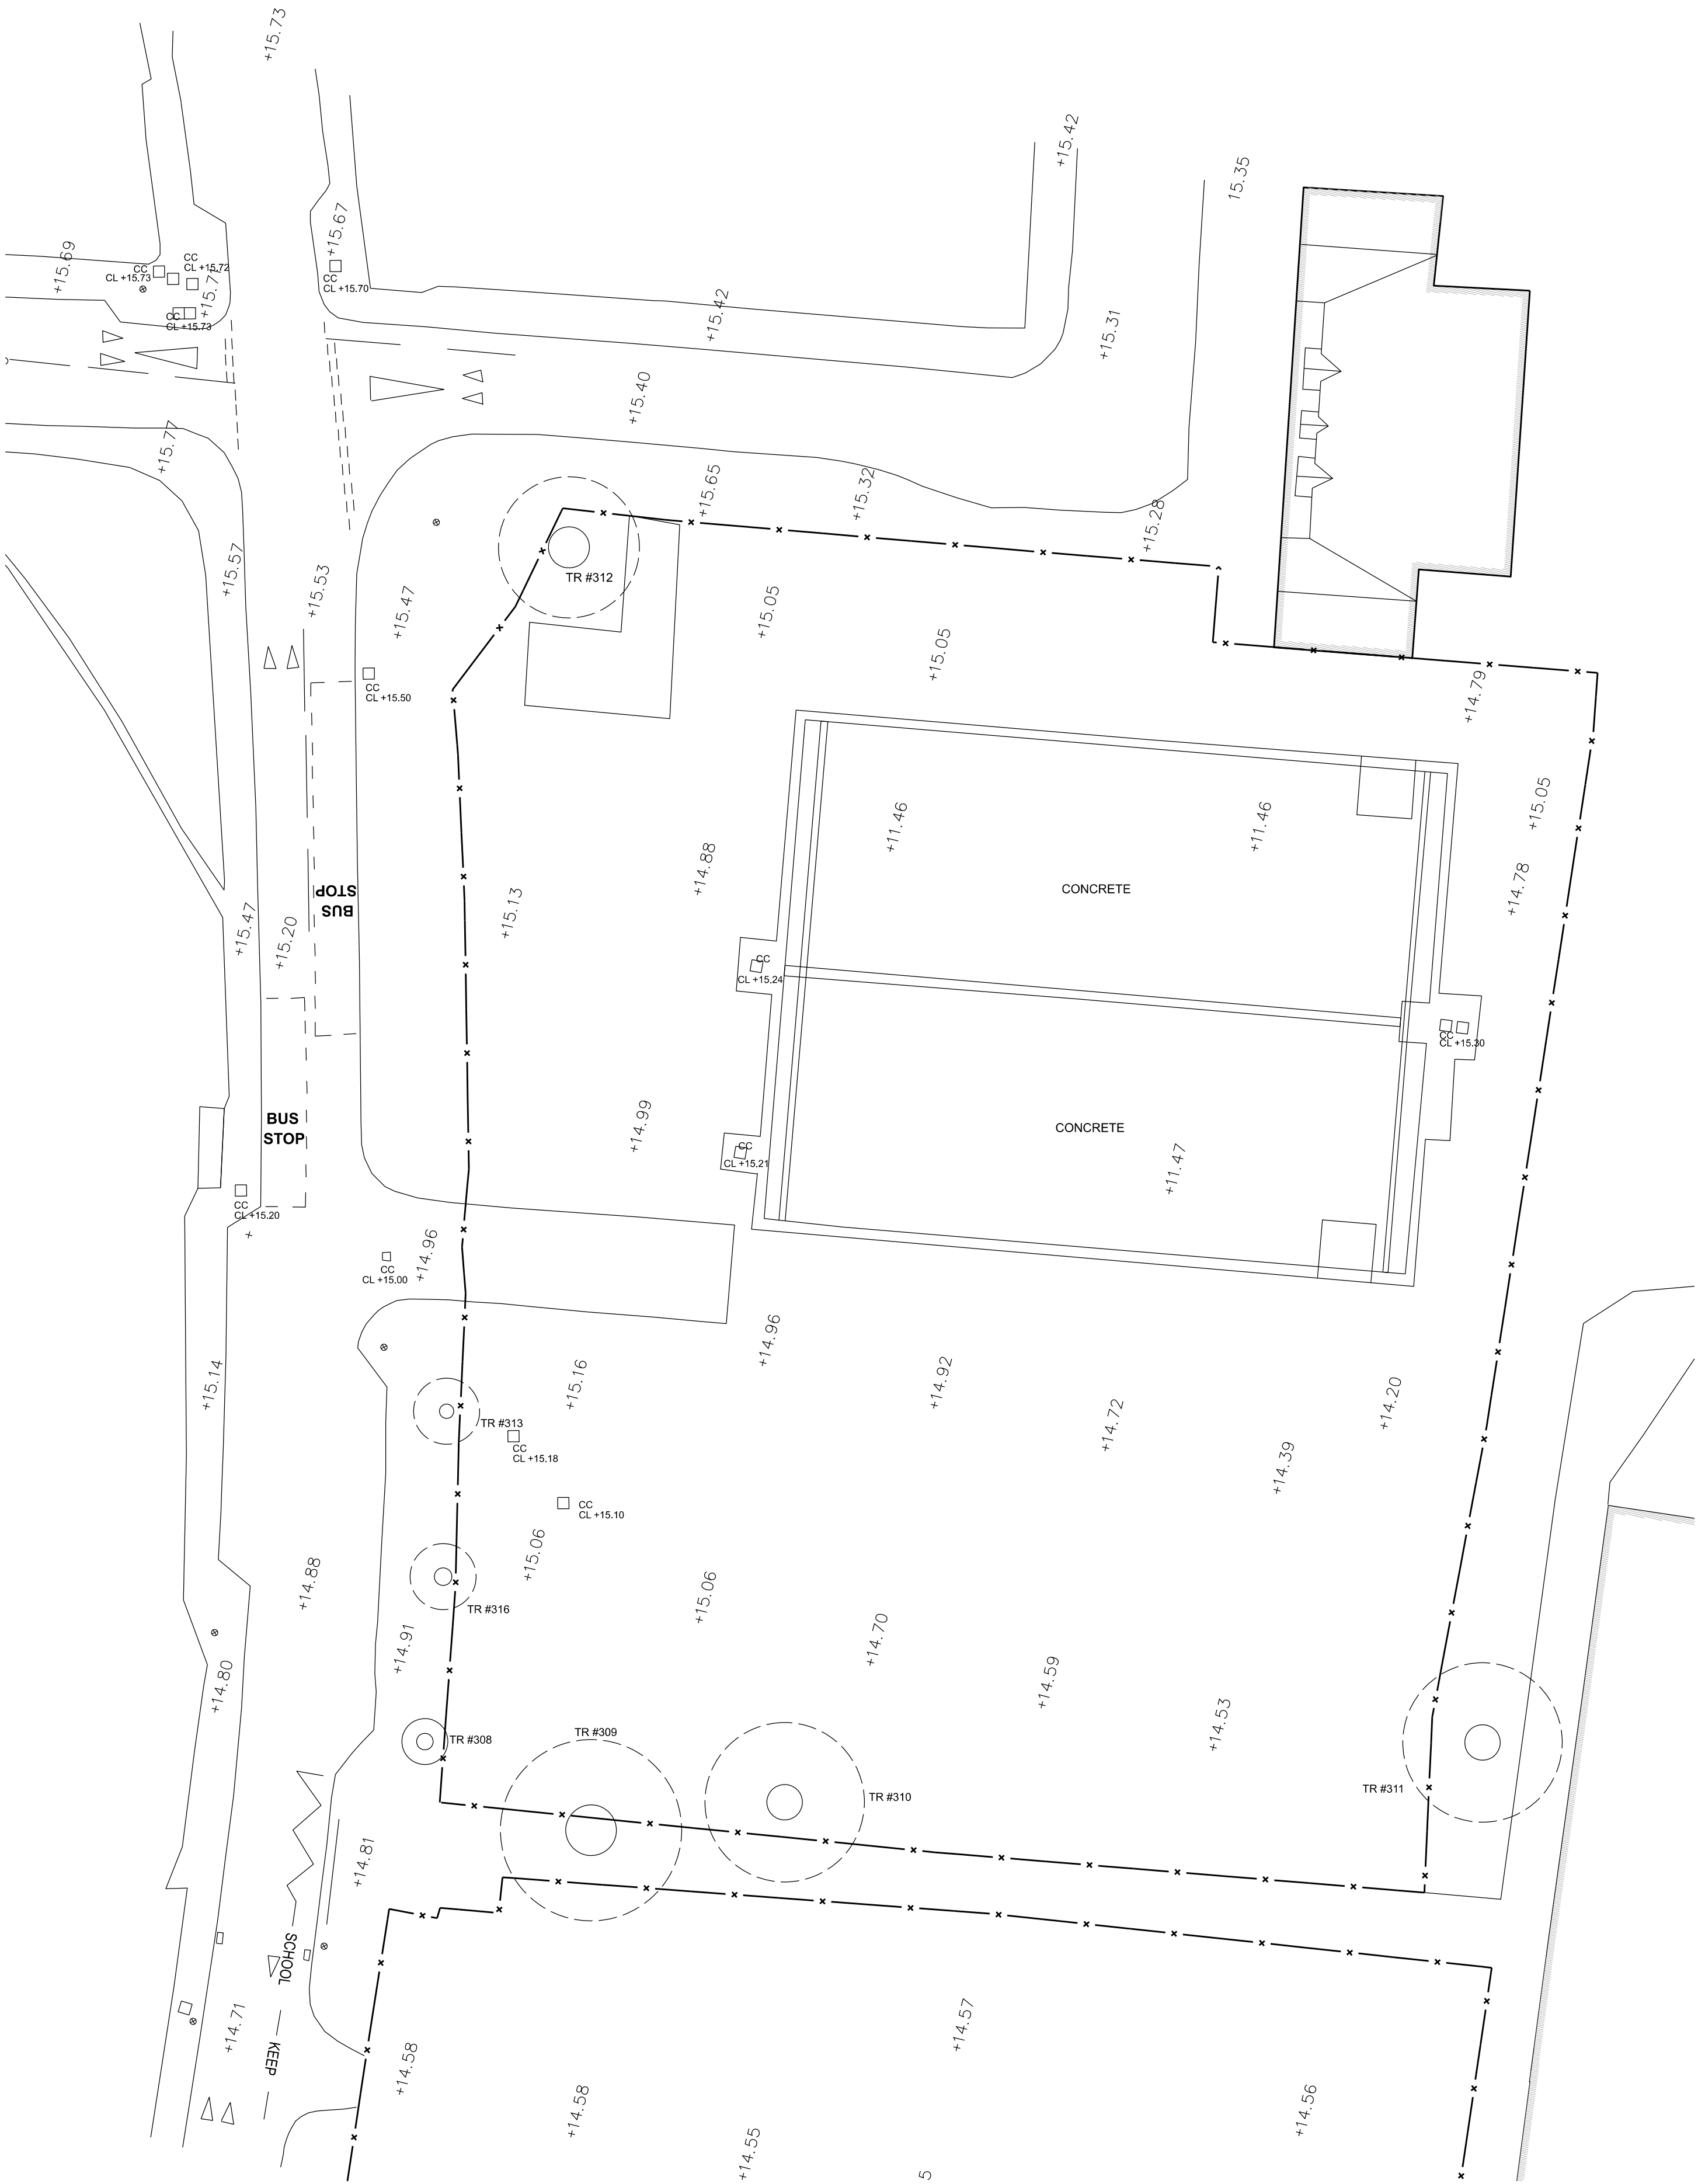 +15.73
+15.42
15.35
+15.67
+15.69
CC
CL +15.72
CL +15.73
CC
CL +15.70
+15.71
CC
CL +15.73
+15.42
+15.31
+15.40
+15.77
+15.65
+15.32
+15.28
+15.57
+15.53
+15.47
TR #312
+15.05
+15.05
CC
CL +15.50
+14.79
+15.05
+11.46
+11.46
+14.88
+14.78
CONCRETE
BUS
STOP
+15.13
+15.47
+15.20
CC
CL +15.24
CC
CL +15.30
BUS
STOP
+14.99
CONCRETE
CC
CL +15.21
+11.47
CC
CL +15.20
+14.96
CC
CL +15.00
+14.96
+15.14
+15.16
+14.92
+14.20
+14.72
TR #313
CC
CL +15.18
+14.39
CC
CL +15.10
+15.06
+14.88
+15.06
TR #316
+14.91
+14.70
+14.80
+14.59
+14.53
TR #308
TR #309
TR #310
TR #311
+14.81
SCHOOL
KEEP
+14.71
+14.57
+14.58
+14.58
+14.56
+14.55